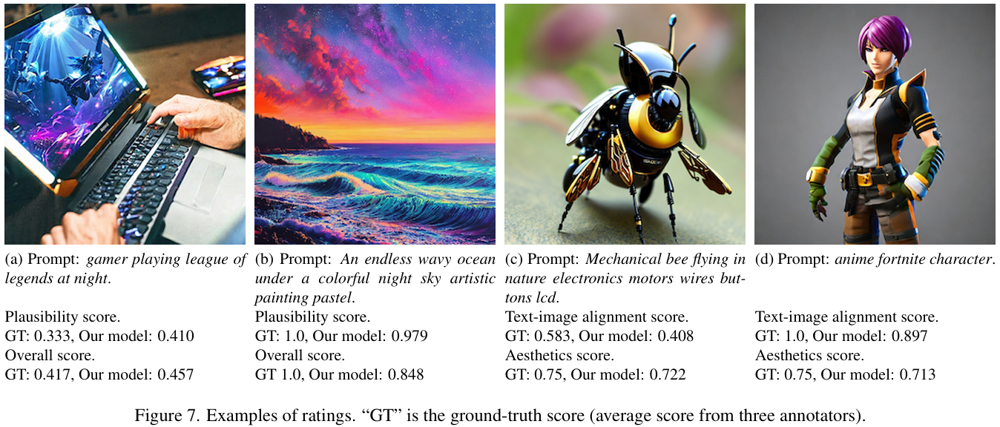 (a) Prompt: gamer playing league of
legends at night.
Plausibility score.
GT: 0.333, Our model: 0.410
Overall score.
GT: 0.417, Our model: 0.457
(b) Prompt: An endless wavy ocean
under a colorful night sky artistic
painting pastel.
Plausibility score.
GT: 1.0, Our model: 0.979
Overall score.
GT 1.0, Our model: 0.848
(c) Prompt: Mechanical bee flying in
nature electronics motors wires but-
tons lcd.
Text-image alignment score.
GT: 0.583, Our model: 0.408
Aesthetics score.
GT: 0.75, Our model: 0.722
(d) Prompt: anime fortnite character.
Text-image alignment score.
GT: 1.0, Our model: 0.897
Aesthetics score.
GT: 0.75, Our model: 0.713
Figure 7. Examples of ratings. “GT” is the ground-truth score (average score from three annotators).